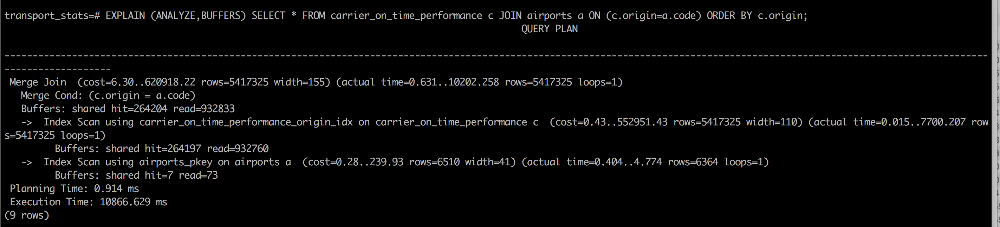 transport_stats=# EXPLAIN (ANALYZE,BUFFERS) SELECT * FROM carrier_on_time_performance c JOIN airports a ON (c.origin=a.code) ORDER BY c.origin;
QUERY PLAN
-------------------------------------------------------------------------------------------------------------------------------------------------------------------------------
-------------------
Merge Join  (cost=6.30..620918.22 rows=5417325 width=155) (actual time=0.631..10202.258 rows=5417325 loops=1)
Merge Cond: (c.origin = a.code)
Buffers: shared hit=264204 read=932833
->  Index Scan using carrier_on_time_performance_origin_idx on carrier_on_time_performance c  (cost=0.43..552951.43 rows=5417325 width=110) (actual time=0.015..7700.207 row
s=5417325 loops=1)
Buffers: shared hit=264197 read=932760
->  Index Scan using airports_pkey on airports a  (cost=0.28..239.93 rows=6510 width=41) (actual time=0.404..4.774 rows=6364 loops=1)
Buffers: shared hit=7 read=73
Planning Time: 0.914 ms
Execution Time: 10866.629 ms
(9 rows)